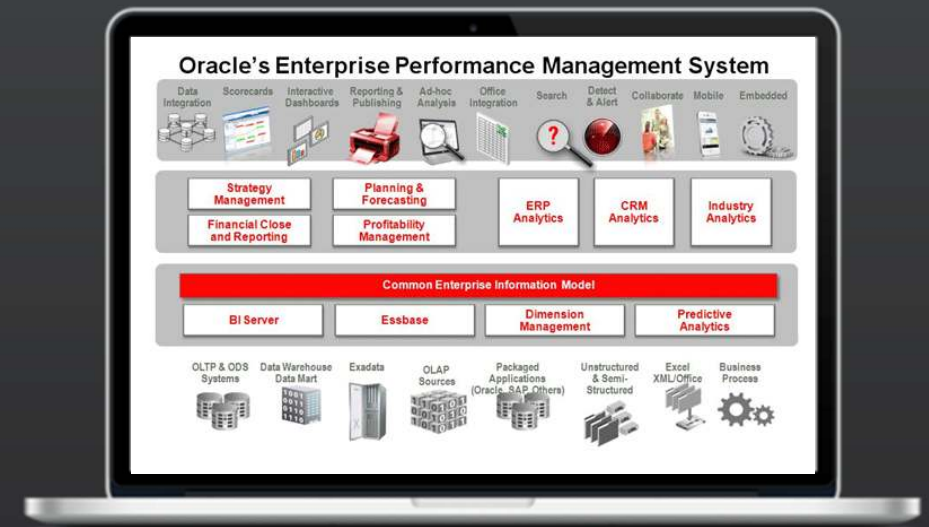 Oracle's Enterprise Performance Management System
Data
Integration
Scorecards
Interactive
Dashboards
Reporting &
Publishing
Ad-hoc
Analysis
Office
Integration
Search
Detect
& Alert
Collaborate
Mobile
Embedded
?
Strategy
Management
Planning &
Forecasting
Financial Close
and Reporting
Profitability
Management
ERP
Analytics
CRM
Analytics
Industry
Analytics
Common Enterprise Information Model
BI Server
Essbase
Dimension
Management
Predictive
Analytics
OLTP & ODS
Systems
Data Warehouse
Data Mart
Exadata
OLAP
Sources
Packaged
Applications
(Oracle, SAP, Others)
Unstructured
& Semi-
Structured
Excel
XML/Office
Business
Process